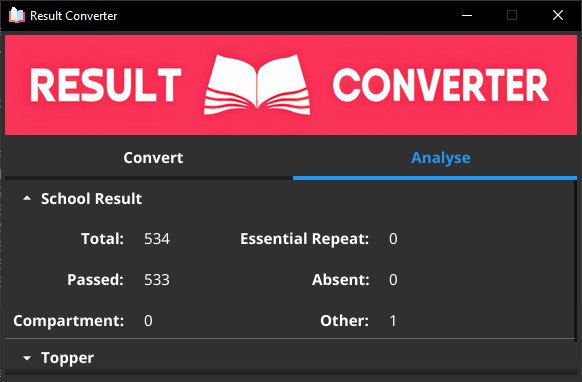 Result Converter
RESULT CONVERTER
Convert Analyse
School Result
Total: 534 Essential Repeat: 0
Passed: 533 Absent: 0
Compartment: 0 Other: 1
Topper